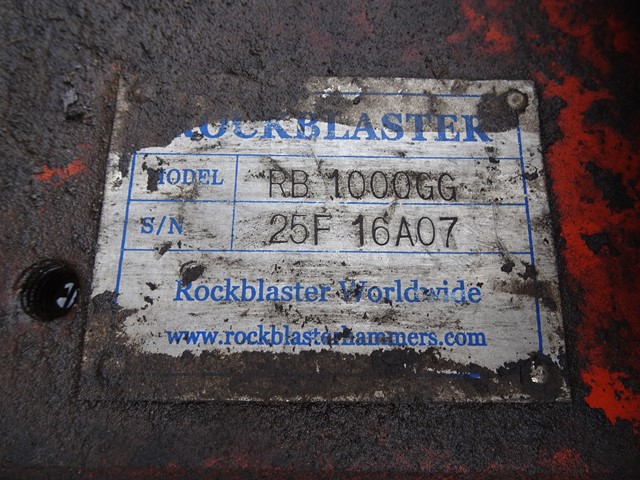 ROCKBLASTER
MODEL RB 1000GG
S/N 25F 16A07
Rockblaster Worldwide
www.rockblasterhammers.com